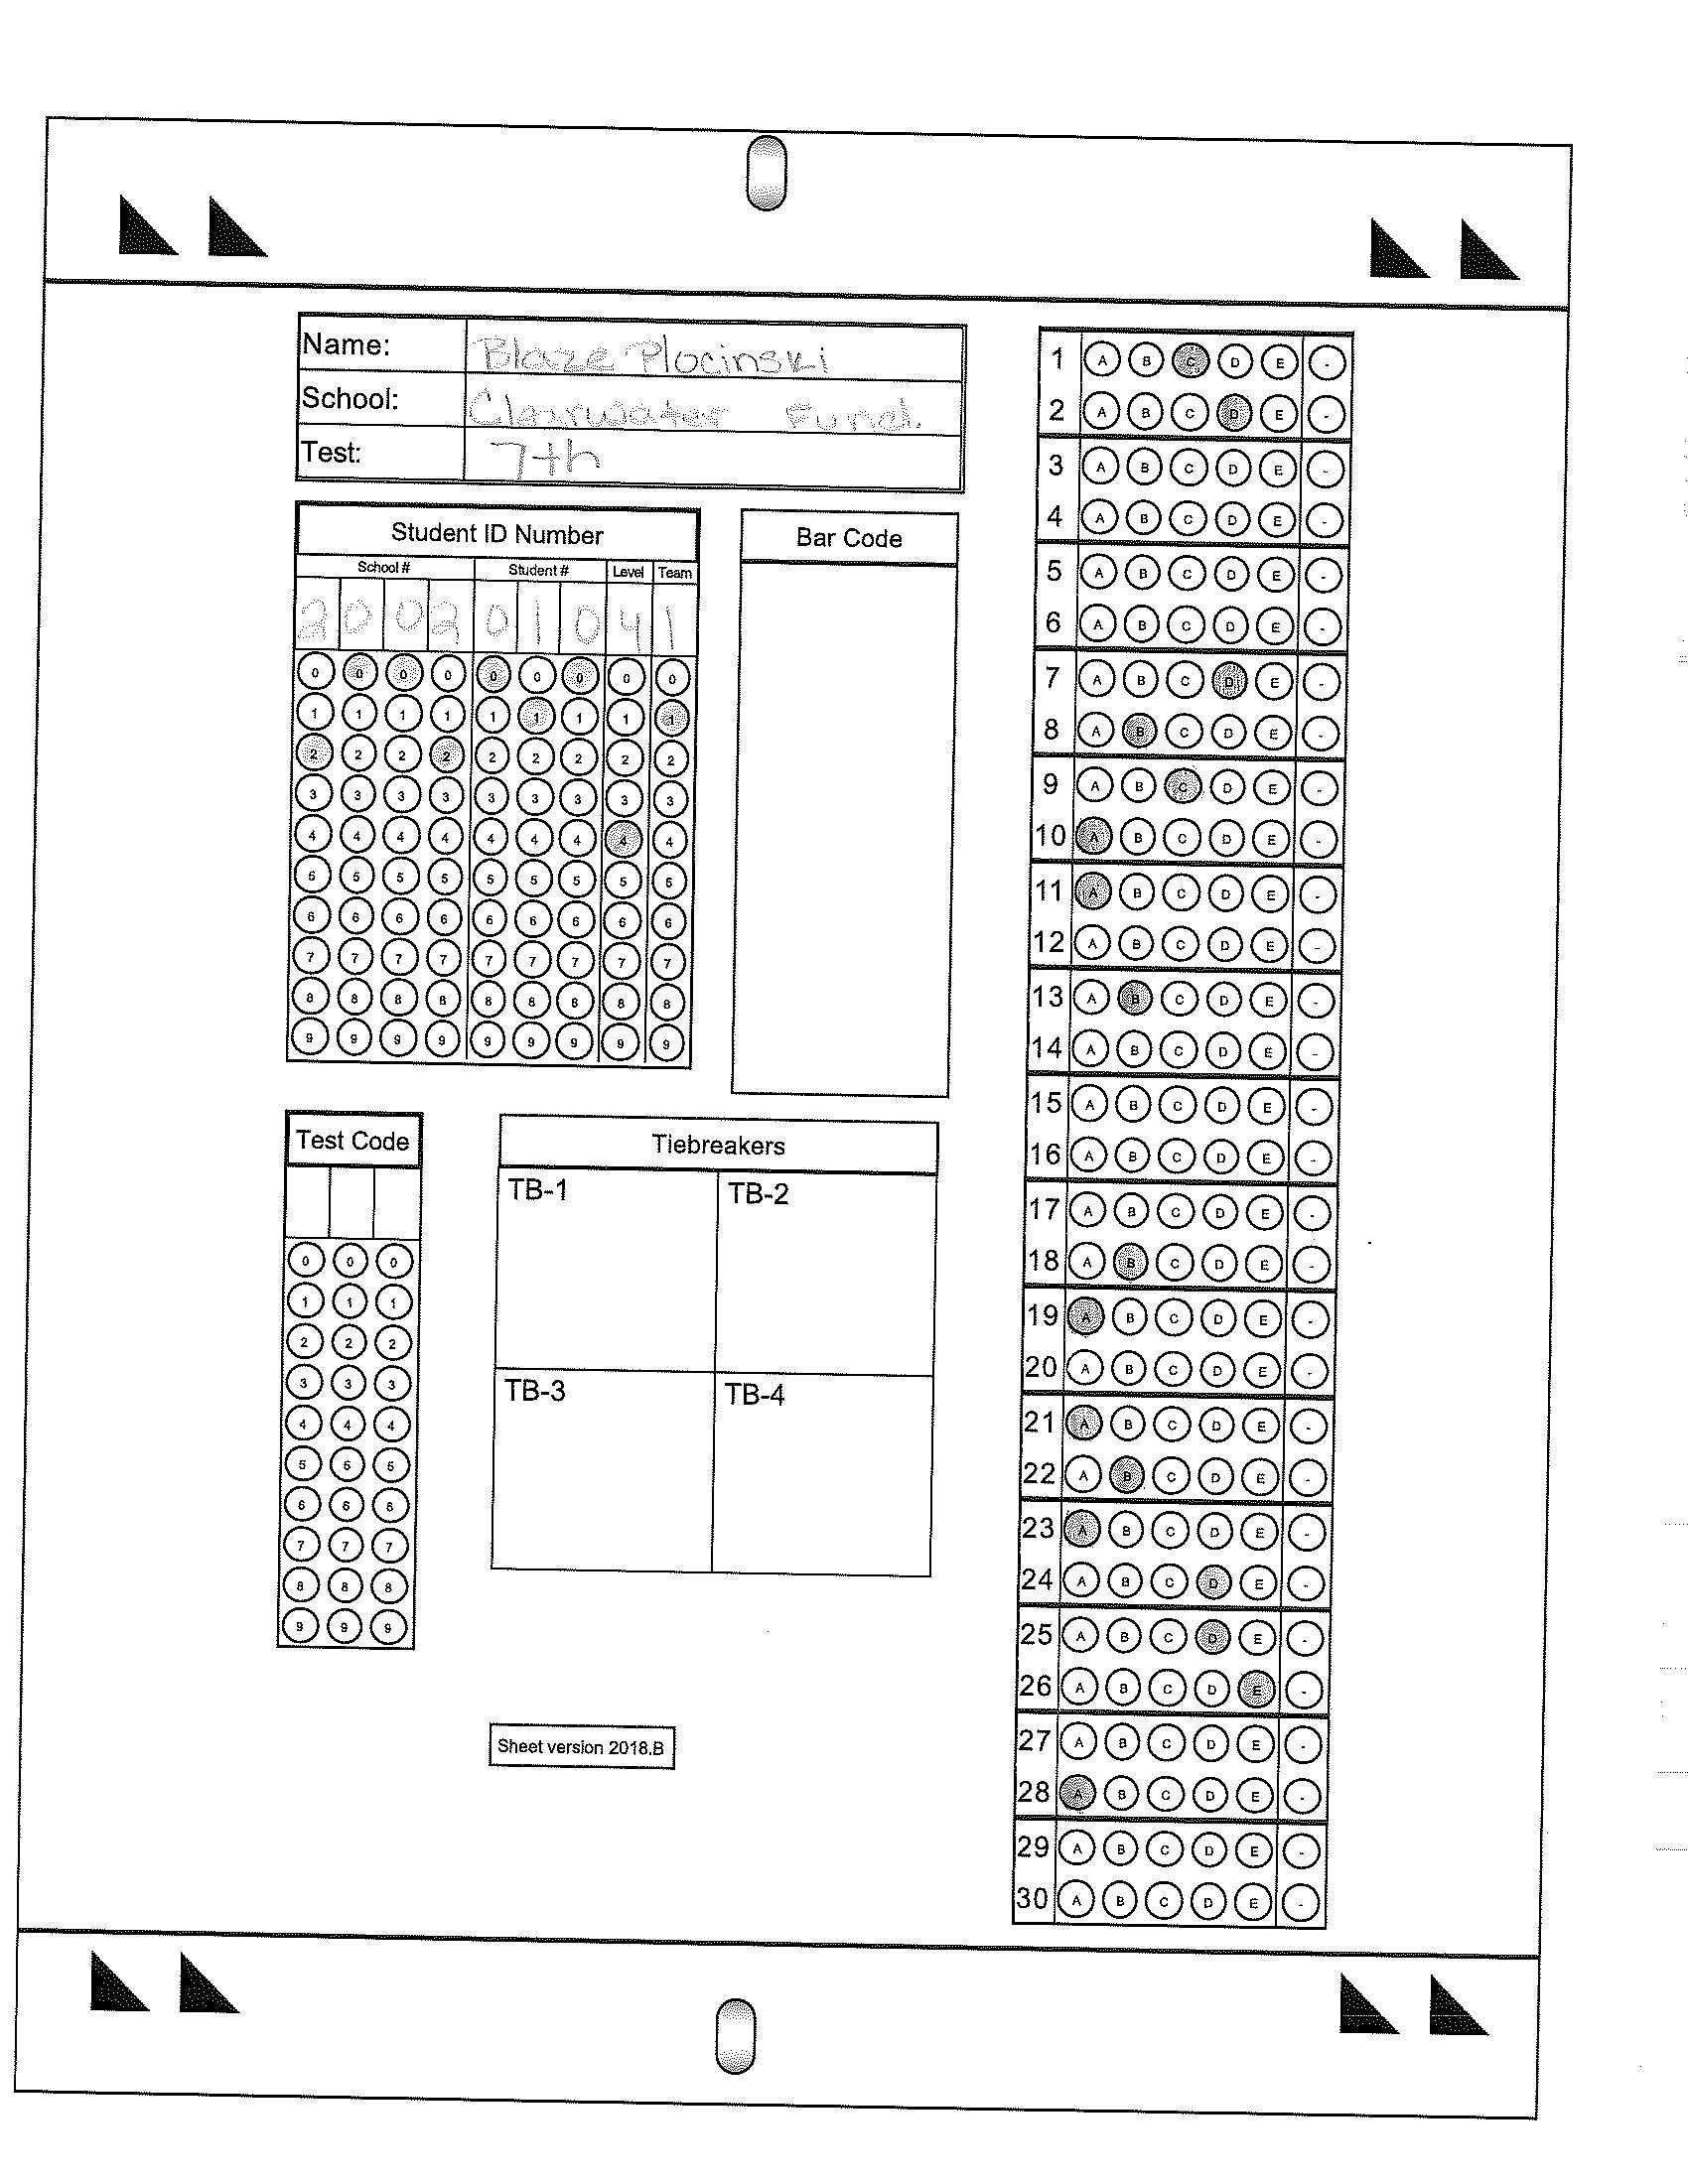 Name: Blaze Plocinski
School: Clearwater Fund.
Test: 7th
Student ID Number
School # Student # Level Team
2 0 0 2 0 1 0 4 1
0 0 0 0 0 0 0 0 0
1 1 1 1 1 1 1 1 1
2 2 2 2 2 2 2 2 2
3 3 3 3 3 3 3 3 3
4 4 4 4 4 4 4 4 4
5 5 5 5 5 5 5 5 5
6 6 6 6 6 6 6 6 6
7 7 7 7 7 7 7 7 7
8 8 8 8 8 8 8 8 8
9 9 9 9 9 9 9 9 9
Bar Code
Test Code
0 0 0
1 1 1
2 2 2
3 3 3
4 4 4
5 5 5
6 6 6
7 7 7
8 8 8
9 9 9
Tiebreakers
TB-1 TB-2
TB-3 TB-4
Sheet version 2018.B
1 A B C D E -
2 A B C D E -
3 A B C D E -
4 A B C D E -
5 A B C D E -
6 A B C D E -
7 A B C D E -
8 A B C D E -
9 A B C D E -
10 A B C D E -
11 A B C D E -
12 A B C D E -
13 A B C D E -
14 A B C D E -
15 A B C D E -
16 A B C D E -
17 A B C D E -
18 A B C D E -
19 A B C D E -
20 A B C D E -
21 A B C D E -
22 A B C D E -
23 A B C D E -
24 A B C D E -
25 A B C D E -
26 A B C D E -
27 A B C D E -
28 A B C D E -
29 A B C D E -
30 A B C D E -